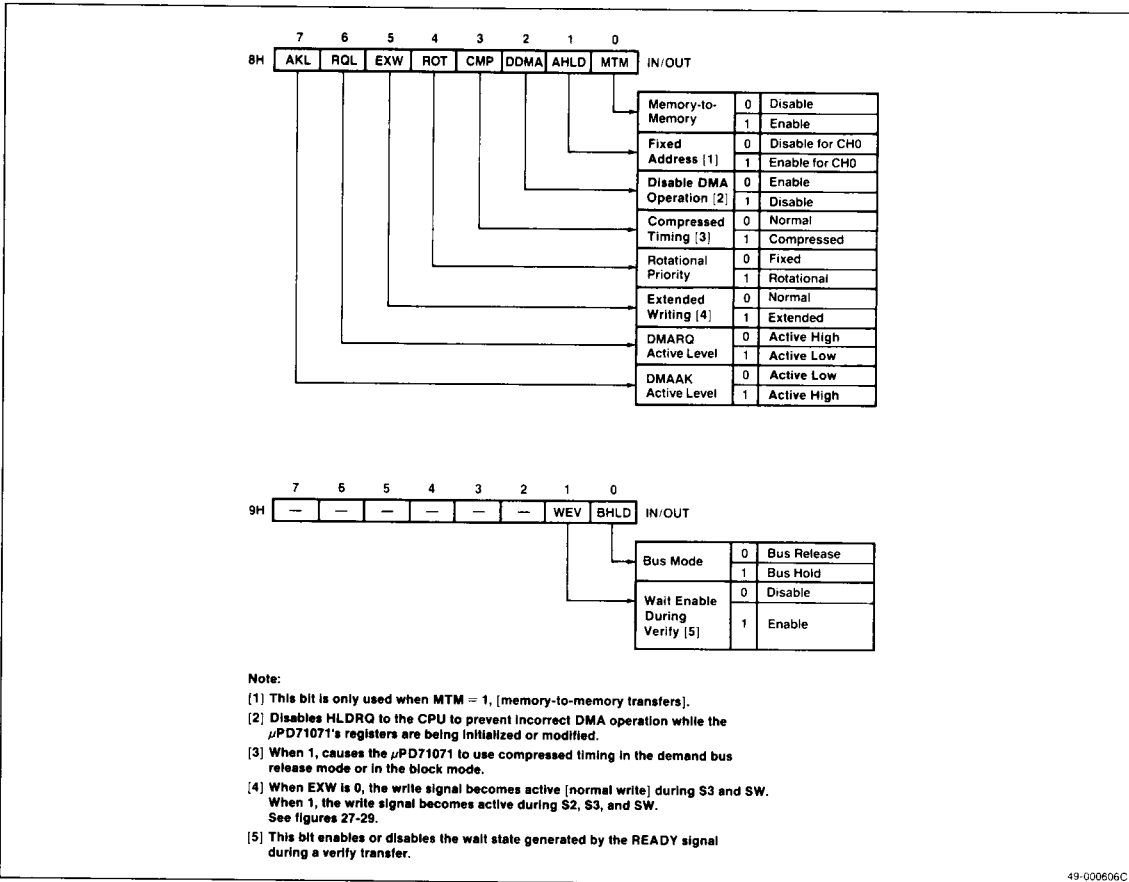 7 6 5 4 3 2 1 0
8H AKL RQL EXW ROT CMP DDMA AHLD MTM IN/OUT
Memory-to-Memory 0 Disable
1 Enable
Fixed Address [1] 0 Disable for CH0
1 Enable for CH0
Disable DMA Operation [2] 0 Enable
1 Disable
Compressed Timing [3] 0 Normal
1 Compressed
Rotational Priority 0 Fixed
1 Rotational
Extended Writing [4] 0 Normal
1 Extended
DMARQ Active Level 0 Active High
1 Active Low
DMAAK Active Level 0 Active Low
1 Active High
7 6 5 4 3 2 1 0
9H — — — — — — WEV BHLD IN/OUT
Bus Mode 0 Bus Release
1 Bus Hold
Wait Enable During Verify [5] 0 Disable
1 Enable
Note:
[1] This bit is only used when MTM = 1, [memory-to-memory transfers].
[2] Disables HLDRQ to the CPU to prevent incorrect DMA operation while the
μPD71071's registers are being initialized or modified.
[3] When 1, causes the μPD71071 to use compressed timing in the demand bus
release mode or in the block mode.
[4] When EXW is 0, the write signal becomes active [normal write] during S3 and SW.
When 1, the write signal becomes active during S2, S3, and SW.
See figures 27-29.
[5] This bit enables or disables the wait state generated by the READY signal
during a verify transfer.
49-000606C